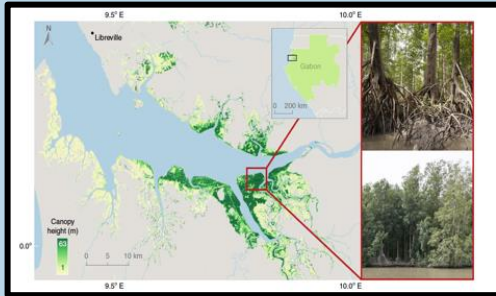 9.5° E
10.0° E
N
Libreville
Gabon
0 200 km
Canopy
height (m)
63
1
0 5 10 km
0.0°
9.5° E
10.0° E